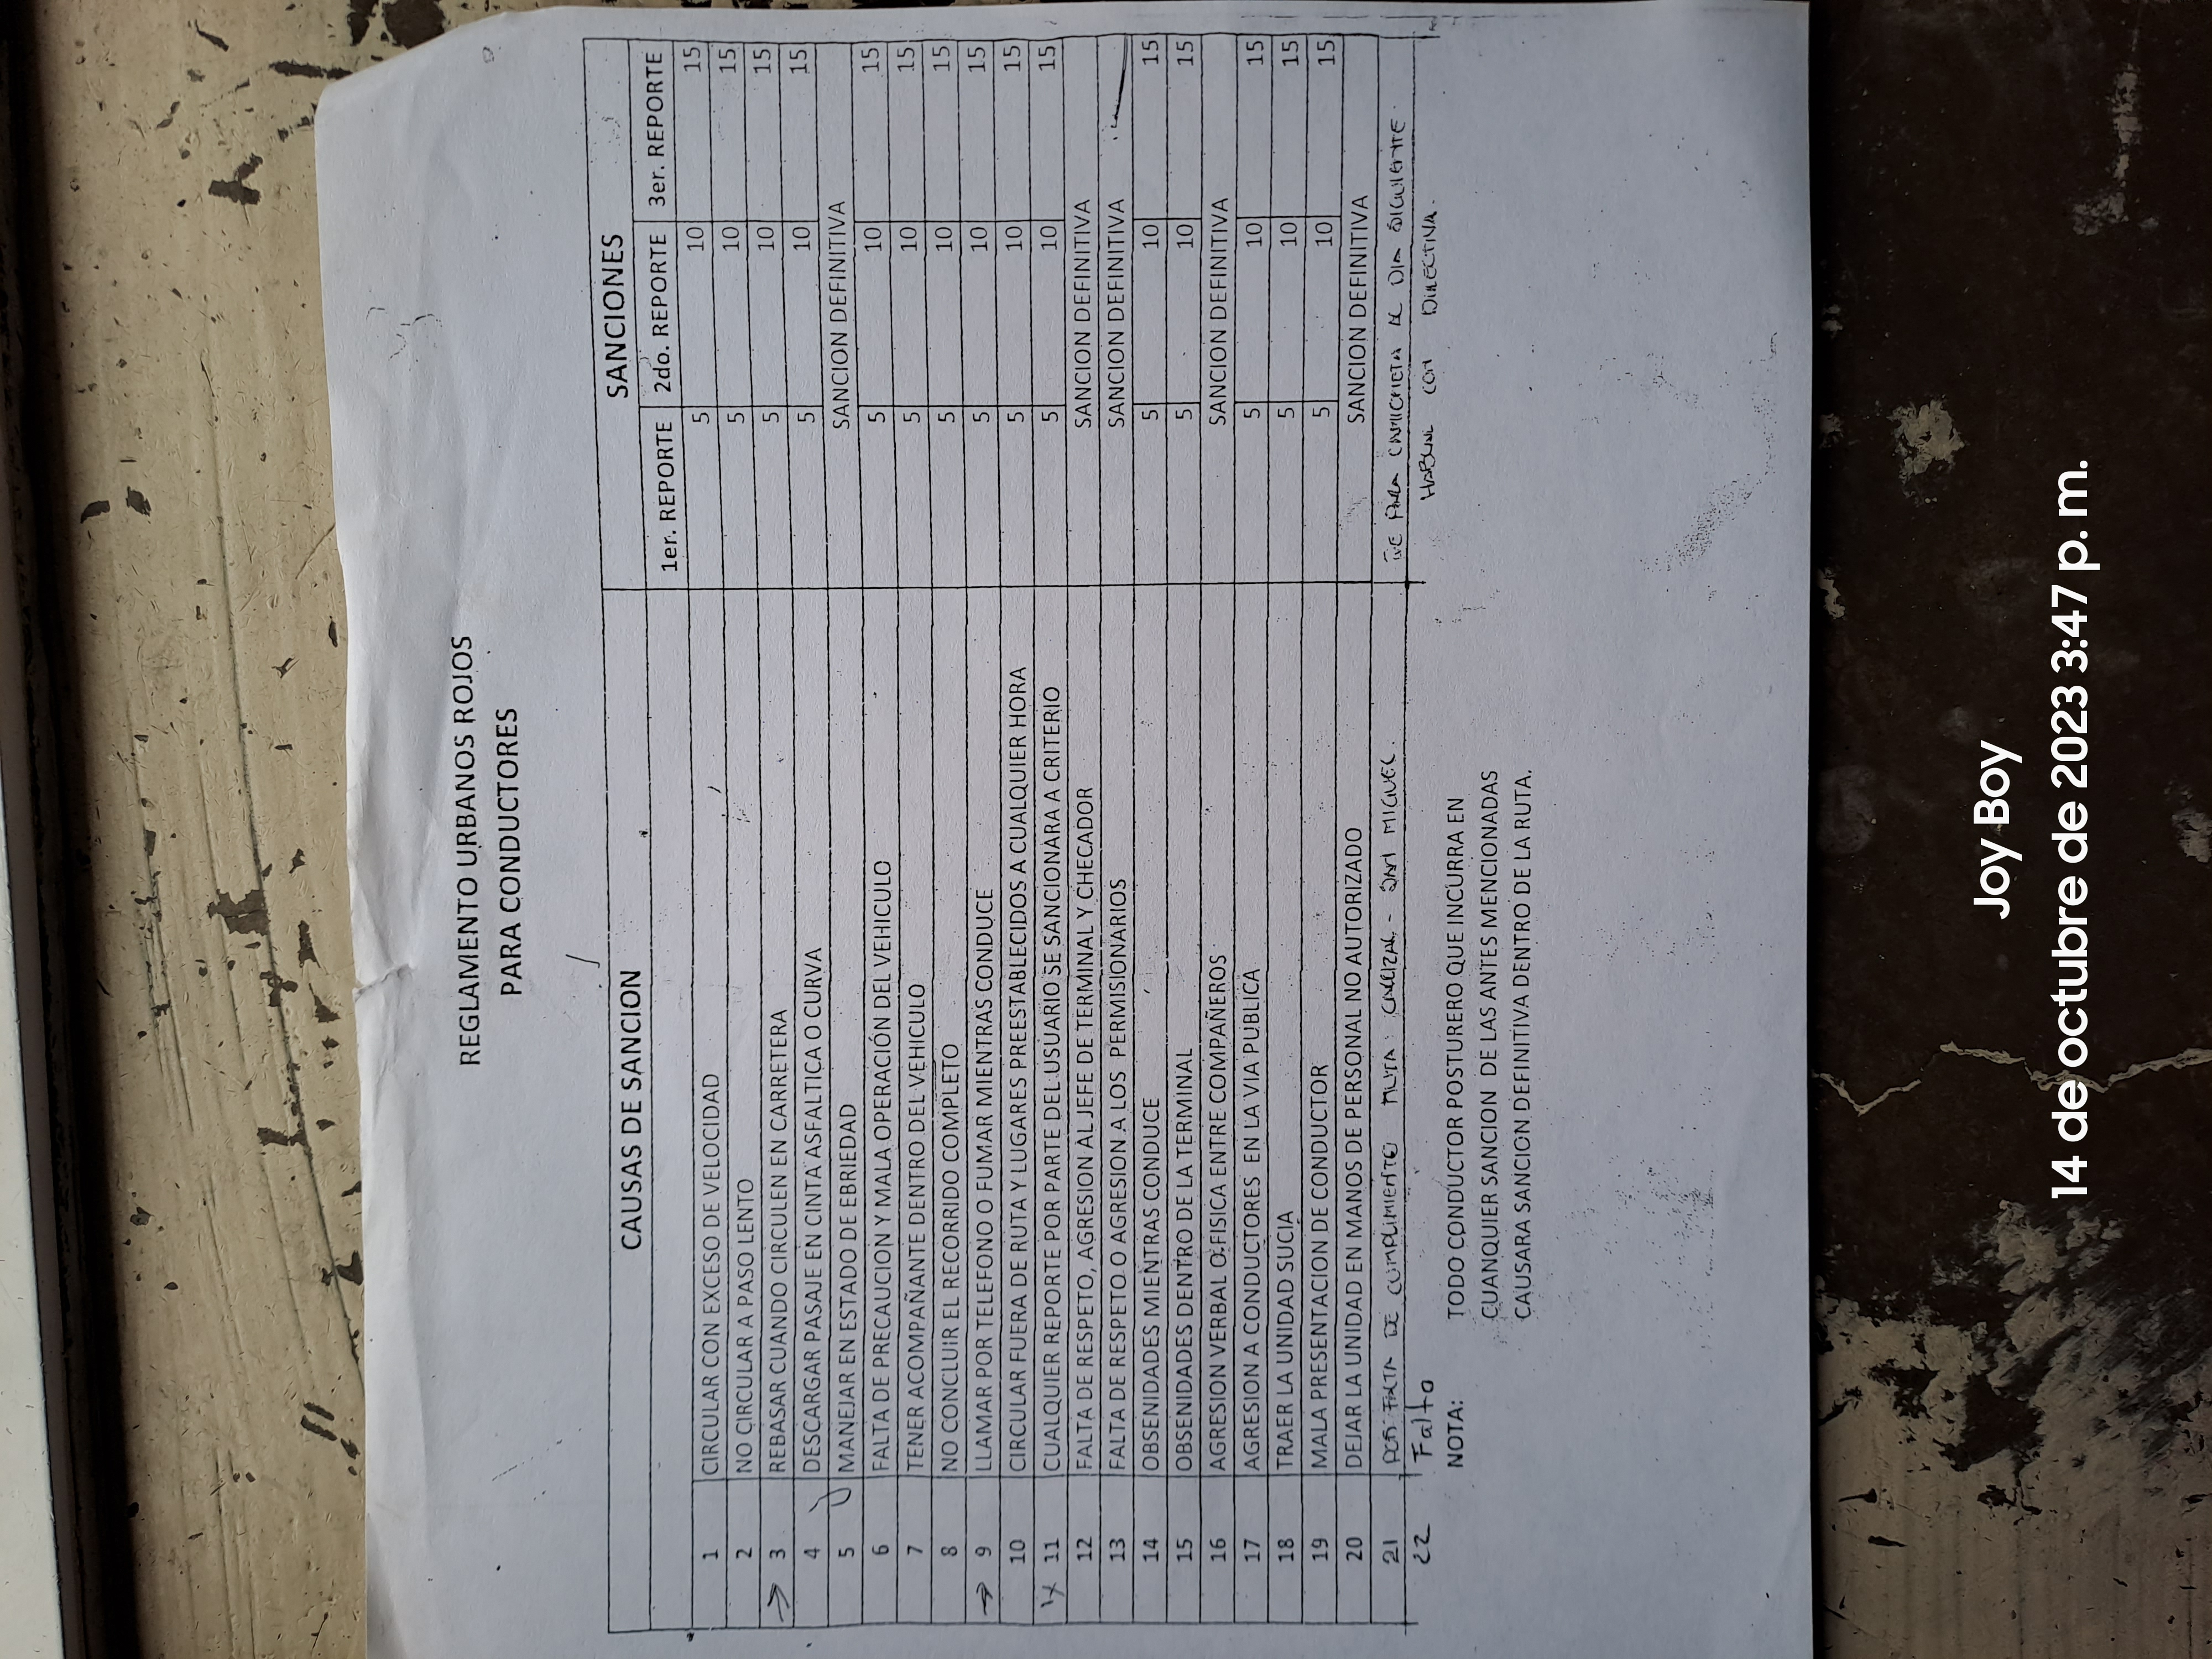 REGLAMENTO URBANOS ROJOS
PARA CONDUCTORES
CAUSAS DE SANCION SANCIONES
1er. REPORTE 2do. REPORTE 3er. REPORTE
1 CIRCULAR CON EXCESO DE VELOCIDAD 5 10 15
2 NO CIRCULAR A PASO LENTO 5 10 15
3 REBASAR CUANDO CIRCULEN EN CARRETERA 5 10 15
4 DESCARGAR PASAJE EN CINTA ASFALTICA O CURVA 5 10 15
5 MANEJAR EN ESTADO DE EBRIEDAD SANCION DEFINITIVA
6 FALTA DE PRECAUCION Y MALA OPERACIÓN DEL VEHICULO 5 10 15
7 TENER ACOMPAÑANTE DENTRO DEL VEHICULO 5 10 15
8 NO CONCLUIR EL RECORRIDO COMPLETO 5 10 15
9 LLAMAR POR TELEFONO O FUMAR MIENTRAS CONDUCE 5 10 15
10 CIRCULAR FUERA DE RUTA Y LUGARES PREESTABLECIDOS A CUALQUIER HORA 5 10 15
11 CUALQUIER REPORTE POR PARTE DEL USUARIO SE SANCIONARA A CRITERIO 5 10 15
12 FALTA DE RESPETO, AGRESION AL JEFE DE TERMINAL Y CHECADOR SANCION DEFINITIVA
13 FALTA DE RESPETO O AGRESION A LOS PERMISIONARIOS SANCION DEFINITIVA
14 OBSENIDADES MIENTRAS CONDUCE 5 10 15
15 OBSENIDADES DENTRO DE LA TERMINAL 5 10 15
16 AGRESION VERBAL O FISICA ENTRE COMPAÑEROS SANCION DEFINITIVA
17 AGRESION A CONDUCTORES EN LA VIA PUBLICA 5 10 15
18 TRAER LA UNIDAD SUCIA 5 10 15
19 MALA PRESENTACION DE CONDUCTOR 5 10 15
20 DEJAR LA UNIDAD EN MANOS DE PERSONAL NO AUTORIZADO SANCION DEFINITIVA
21 POR FALTA DE CUMPLIMIENTO RUTA: CARRIZAL - SAN MIGUEL. SE PARA CAMIONETA AL DIA SIGUIENTE.
22 Falto HABLAR CON DIRECTIVA.
NOTA: TODO CONDUCTOR POSTURERO QUE INCURRA EN
CUANQUIER SANCION DE LAS ANTES MENCIONADAS
CAUSARA SANCION DEFINITIVA DENTRO DE LA RUTA.
Joy Boy
14 de octubre de 2023 3:47 p. m.